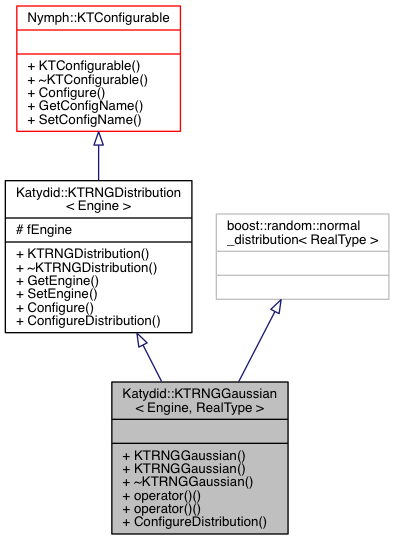 Nymph::KTConfigurable
+ KTConfigurable()
+ ~KTConfigurable()
+ Configure()
+ GetConfigName()
+ SetConfigName()
Katydid::KTRNGDistribution
< Engine >
# fEngine
+ KTRNGDistribution()
+ ~KTRNGDistribution()
+ GetEngine()
+ SetEngine()
+ Configure()
+ ConfigureDistribution()
boost::random::normal
_distribution< RealType >
Katydid::KTRNGGaussian
< Engine, RealType >
+ KTRNGGaussian()
+ KTRNGGaussian()
+ ~KTRNGGaussian()
+ operator()()
+ operator()()
+ ConfigureDistribution()